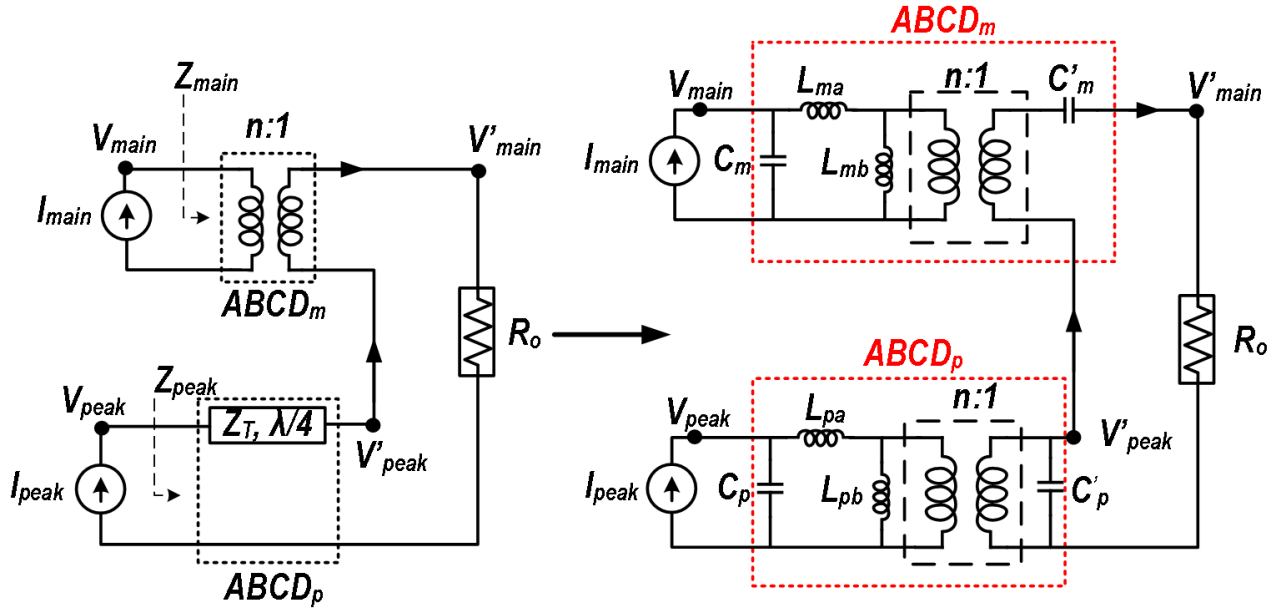 Zmain
n:1
Vmain
V'main
Imain
ABCDm
Ro
Zpeak
Vpeak
ZT, λ/4
V'peak
Ipeak
ABCDp
ABCDm
n:1
C'm
Lma
Vmain
V'main
Imain
Cm
Lmb
Ro
ABCDp
n:1
Lpa
Vpeak
V'peak
Ipeak
Cp
Lpb
C'p